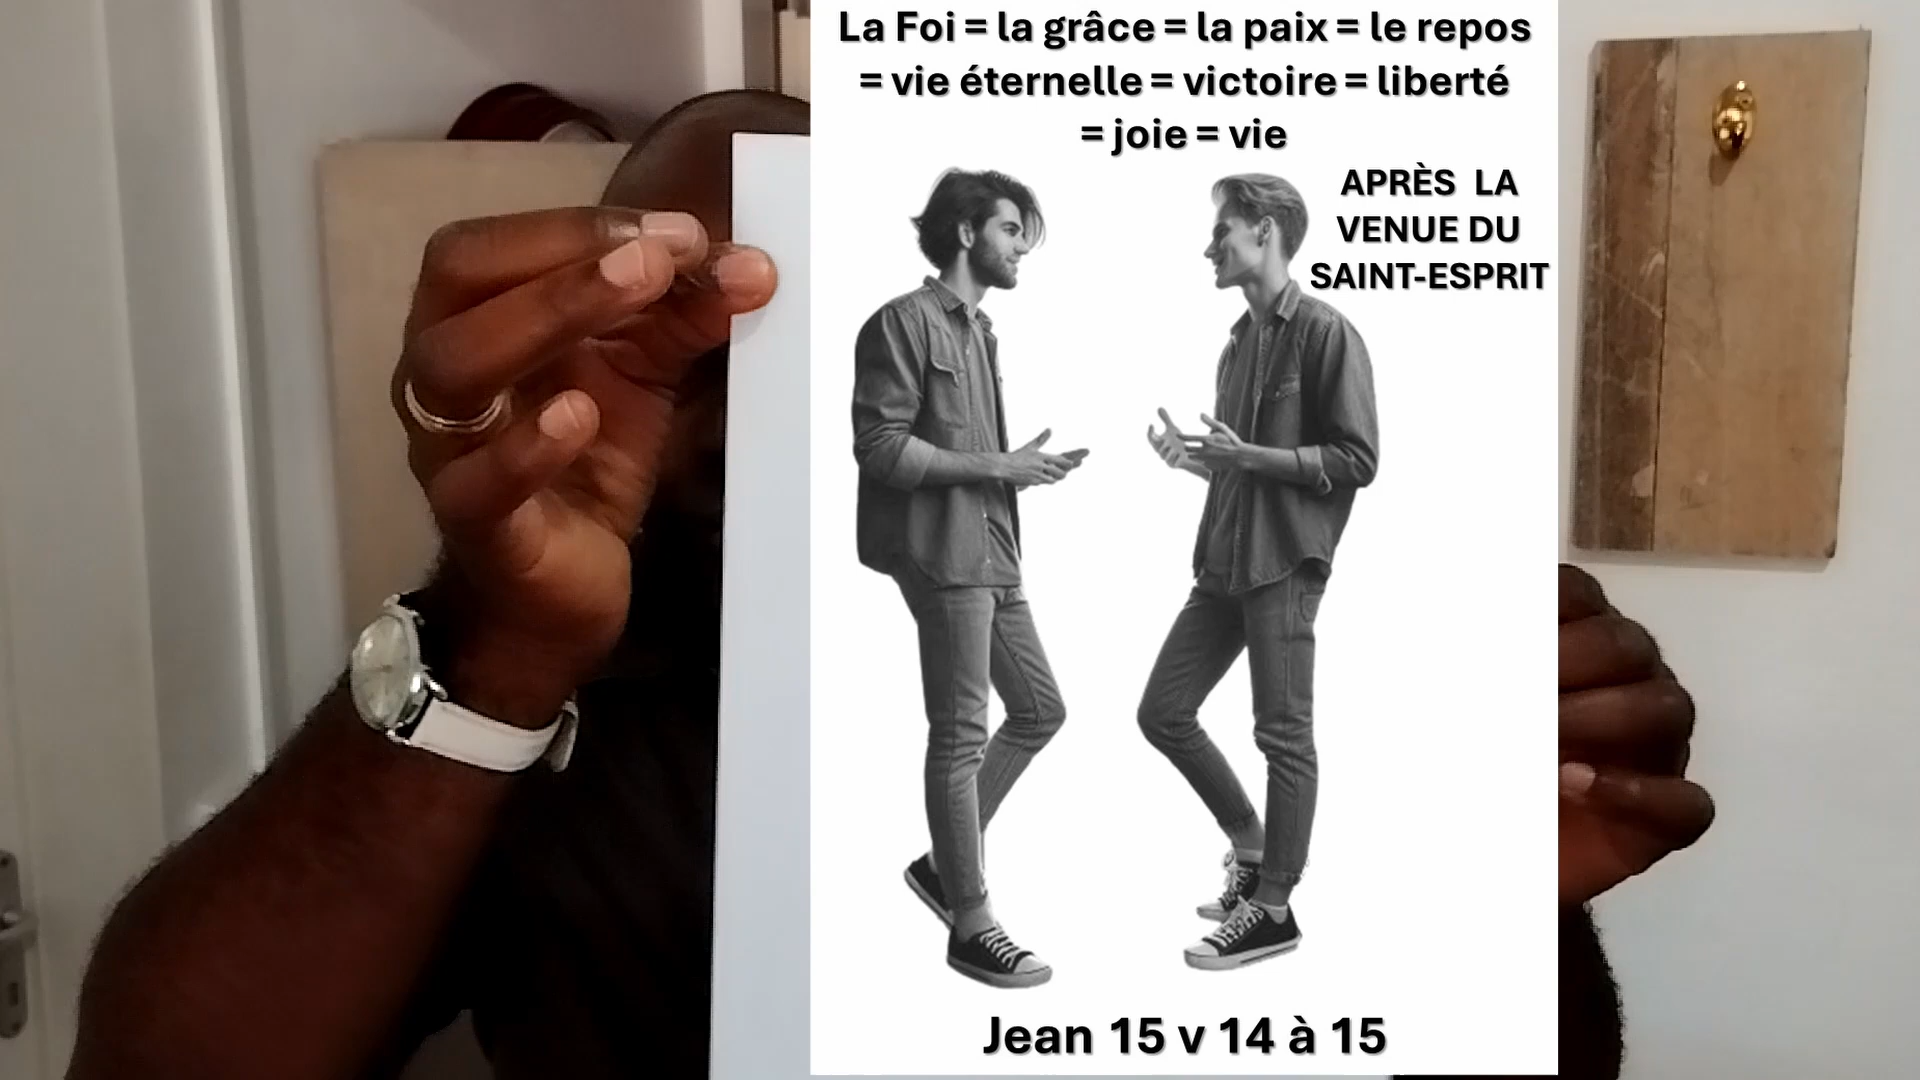 La Foi = la grâce = la paix = le repos
= vie éternelle = victoire = liberté
= joie = vie
APRÈS LA
VENUE DU
SAINT-ESPRIT
Jean 15 v 14 à 15